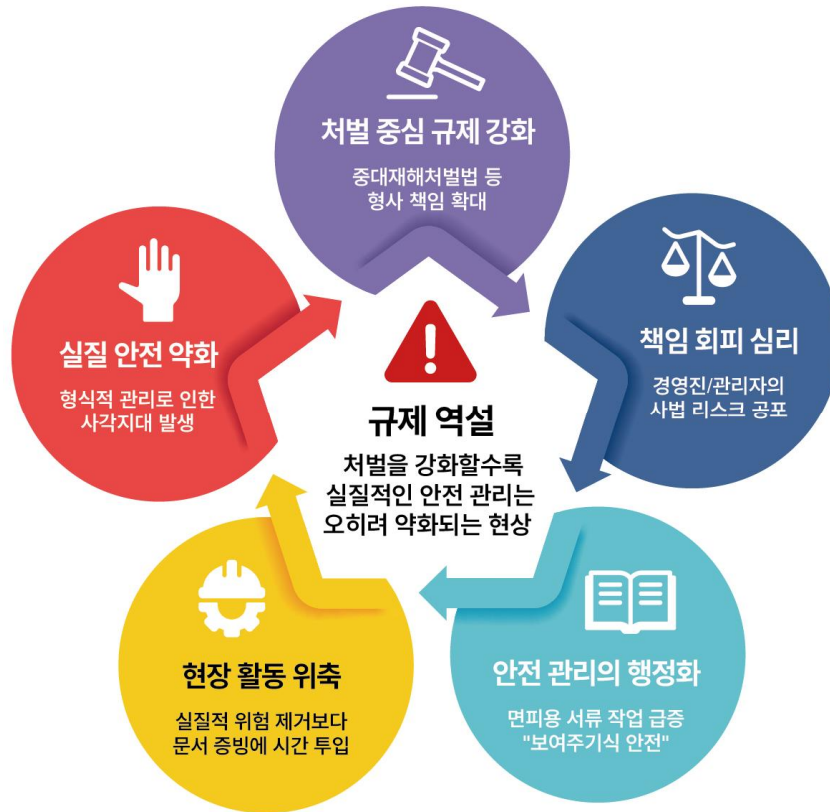 처벌 중심 규제 강화
중대재해처벌법 등
형사 책임 확대
책임 회피 심리
경영진/관리자의
사법 리스크 공포
안전 관리의 행정화
면피용 서류 작업 급증
"보여주기식 안전"
현장 활동 위축
실질적 위험 제거보다
문서 증빙에 시간 투입
실질 안전 약화
형식적 관리로 인한
사각지대 발생
규제 역설
처벌을 강화할수록
실질적인 안전 관리는
오히려 약화되는 현상